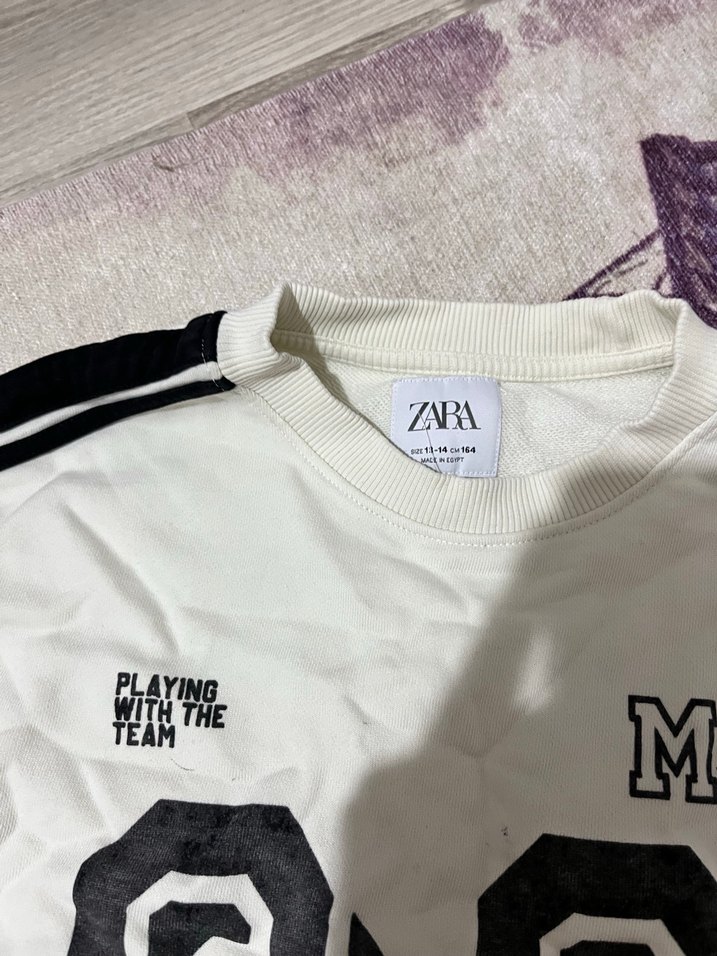 ZARA
SIZE 13-14 CM 164
MADE IN EGYPT
PLAYING
WITH THE
TEAM
M